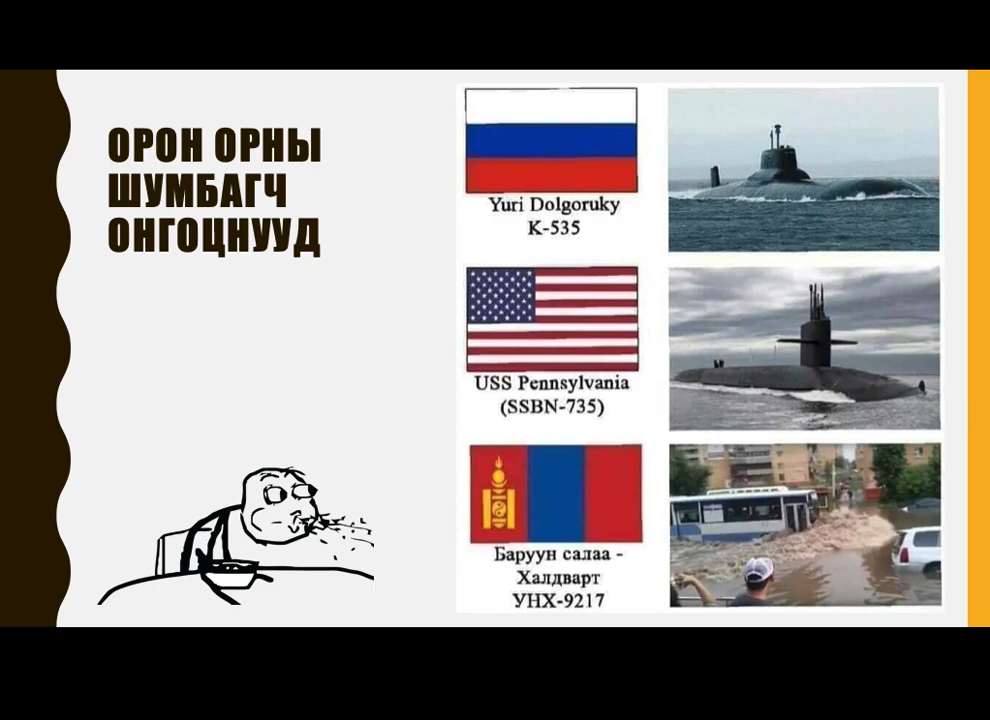 ОРОН ОРНЫ
ШУМБАГЧ
ОНГОЦНУУД
Yuri Dolgoruky
K-535
USS Pennsylvania
(SSBN-735)
Баруун салаа -
Халдварт
УНХ-9217